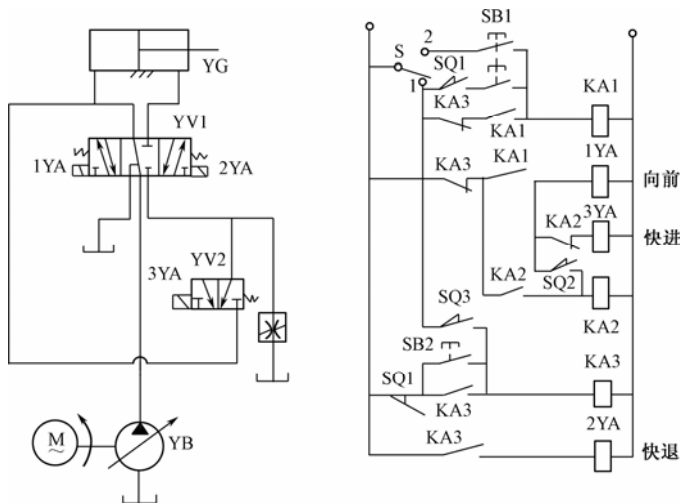 YG
YV1
1YA
2YA
3YA
YV2
M
~
YB
SB1
S
2
1
SQ1
KA3
KA1
KA1
KA3
KA1
1YA
向前
3YA
快进
KA2
SQ2
KA2
KA2
SQ3
SB2
SQ1
KA3
KA3
KA3
2YA
快退